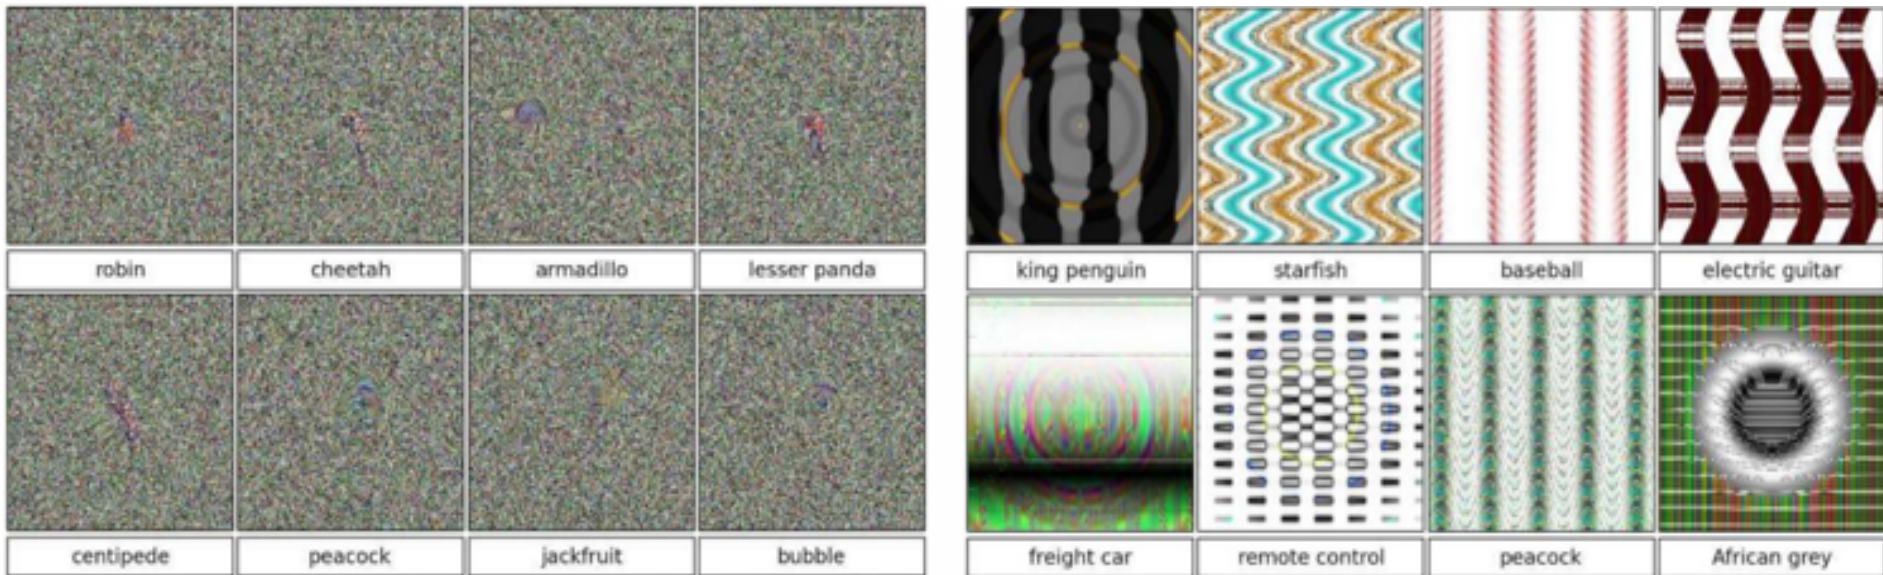 robin
cheetah
armadillo
lesser panda
king penguin
starfish
baseball
electric guitar
centipede
peacock
jackfruit
bubble
freight car
remote control
peacock
African grey